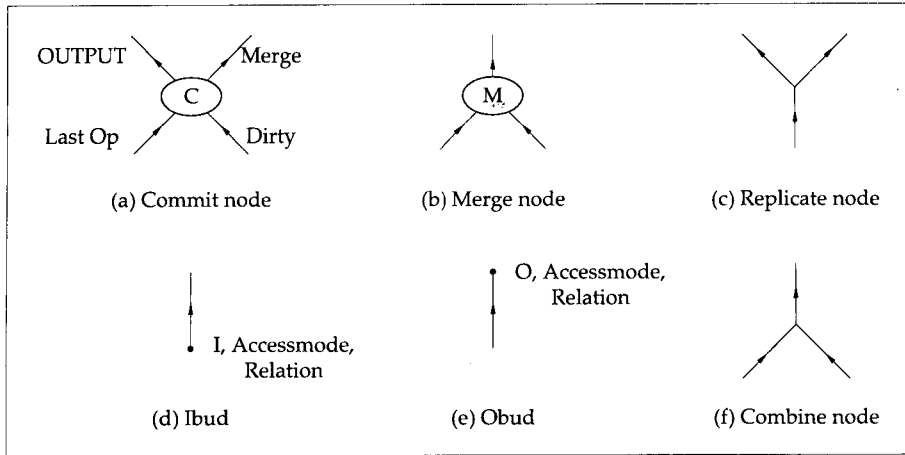 OUTPUT
Merge
C
Last Op
Dirty
(a) Commit node
M
(b) Merge node
(c) Replicate node
I, Accessmode,
Relation
(d) Ibud
O, Accessmode,
Relation
(e) Obud
(f) Combine node